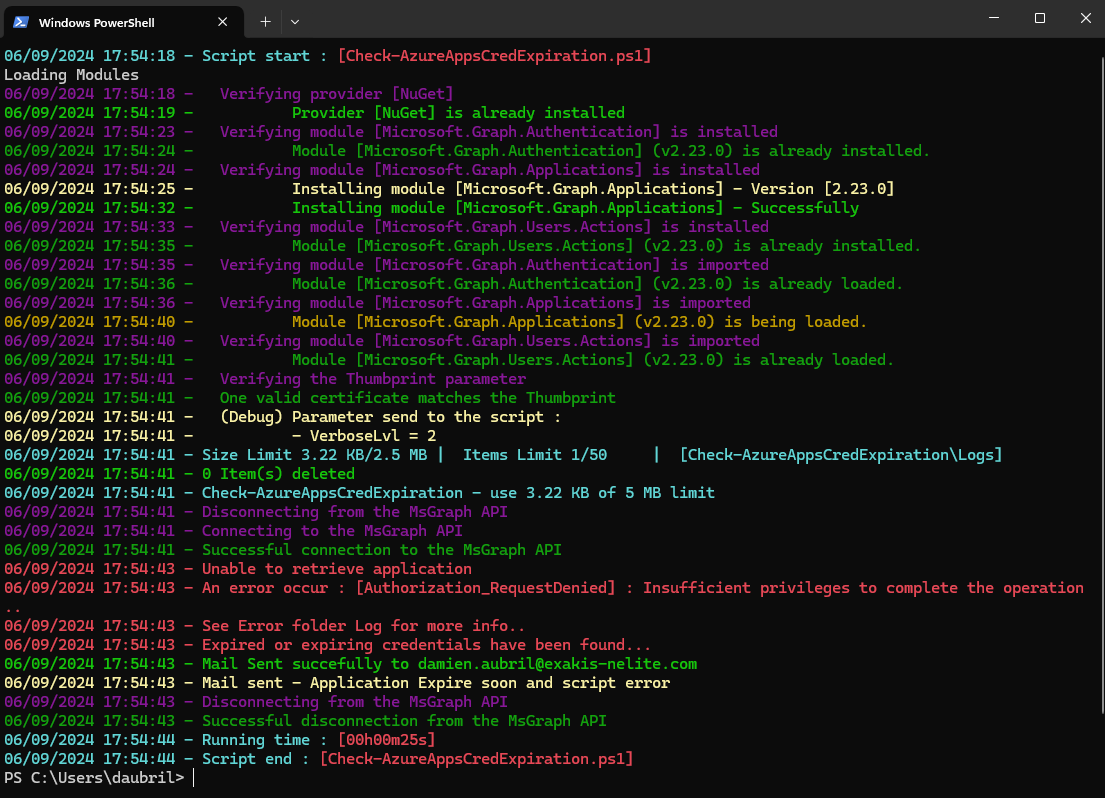 Windows PowerShell
06/09/2024 17:54:18 - Script start : [Check-AzureAppsCredExpiration.ps1]
Loading Modules
06/09/2024 17:54:18 -   Verifying provider [NuGet]
06/09/2024 17:54:19 -           Provider [NuGet] is already installed
06/09/2024 17:54:23 -   Verifying module [Microsoft.Graph.Authentication] is installed
06/09/2024 17:54:24 -           Module [Microsoft.Graph.Authentication] (v2.23.0) is already installed.
06/09/2024 17:54:24 -   Verifying module [Microsoft.Graph.Applications] is installed
06/09/2024 17:54:25 -           Installing module [Microsoft.Graph.Applications] - Version [2.23.0]
06/09/2024 17:54:32 -           Installing module [Microsoft.Graph.Applications] - Successfully
06/09/2024 17:54:33 -   Verifying module [Microsoft.Graph.Users.Actions] is installed
06/09/2024 17:54:35 -           Module [Microsoft.Graph.Users.Actions] (v2.23.0) is already installed.
06/09/2024 17:54:35 -   Verifying module [Microsoft.Graph.Authentication] is imported
06/09/2024 17:54:36 -           Module [Microsoft.Graph.Authentication] (v2.23.0) is already loaded.
06/09/2024 17:54:36 -   Verifying module [Microsoft.Graph.Applications] is imported
06/09/2024 17:54:40 -           Module [Microsoft.Graph.Applications] (v2.23.0) is being loaded.
06/09/2024 17:54:40 -   Verifying module [Microsoft.Graph.Users.Actions] is imported
06/09/2024 17:54:41 -           Module [Microsoft.Graph.Users.Actions] (v2.23.0) is already loaded.
06/09/2024 17:54:41 -   Verifying the Thumbprint parameter
06/09/2024 17:54:41 -   One valid certificate matches the Thumbprint
06/09/2024 17:54:41 -   (Debug) Parameter send to the script :
06/09/2024 17:54:41 -           - VerboseLvl = 2
06/09/2024 17:54:41 - Size Limit 3.22 KB/2.5 MB |  Items Limit 1/50     |  [Check-AzureAppsCredExpiration\Logs]
06/09/2024 17:54:41 - 0 Item(s) deleted
06/09/2024 17:54:41 - Check-AzureAppsCredExpiration - use 3.22 KB of 5 MB limit
06/09/2024 17:54:41 - Disconnecting from the MsGraph API
06/09/2024 17:54:41 - Connecting to the MsGraph API
06/09/2024 17:54:41 - Successful connection to the MsGraph API
06/09/2024 17:54:43 - Unable to retrieve application
06/09/2024 17:54:43 - An error occur : [Authorization_RequestDenied] : Insufficient privileges to complete the operation
..
06/09/2024 17:54:43 - See Error folder Log for more info..
06/09/2024 17:54:43 - Expired or expiring credentials have been found...
06/09/2024 17:54:43 - Mail Sent succefully to damien.aubril@exakis-nelite.com
06/09/2024 17:54:43 - Mail sent - Application Expire soon and script error
06/09/2024 17:54:43 - Disconnecting from the MsGraph API
06/09/2024 17:54:43 - Successful disconnection from the MsGraph API
06/09/2024 17:54:44 - Running time : [00h00m25s]
06/09/2024 17:54:44 - Script end : [Check-AzureAppsCredExpiration.ps1]
PS C:\Users\daubril>